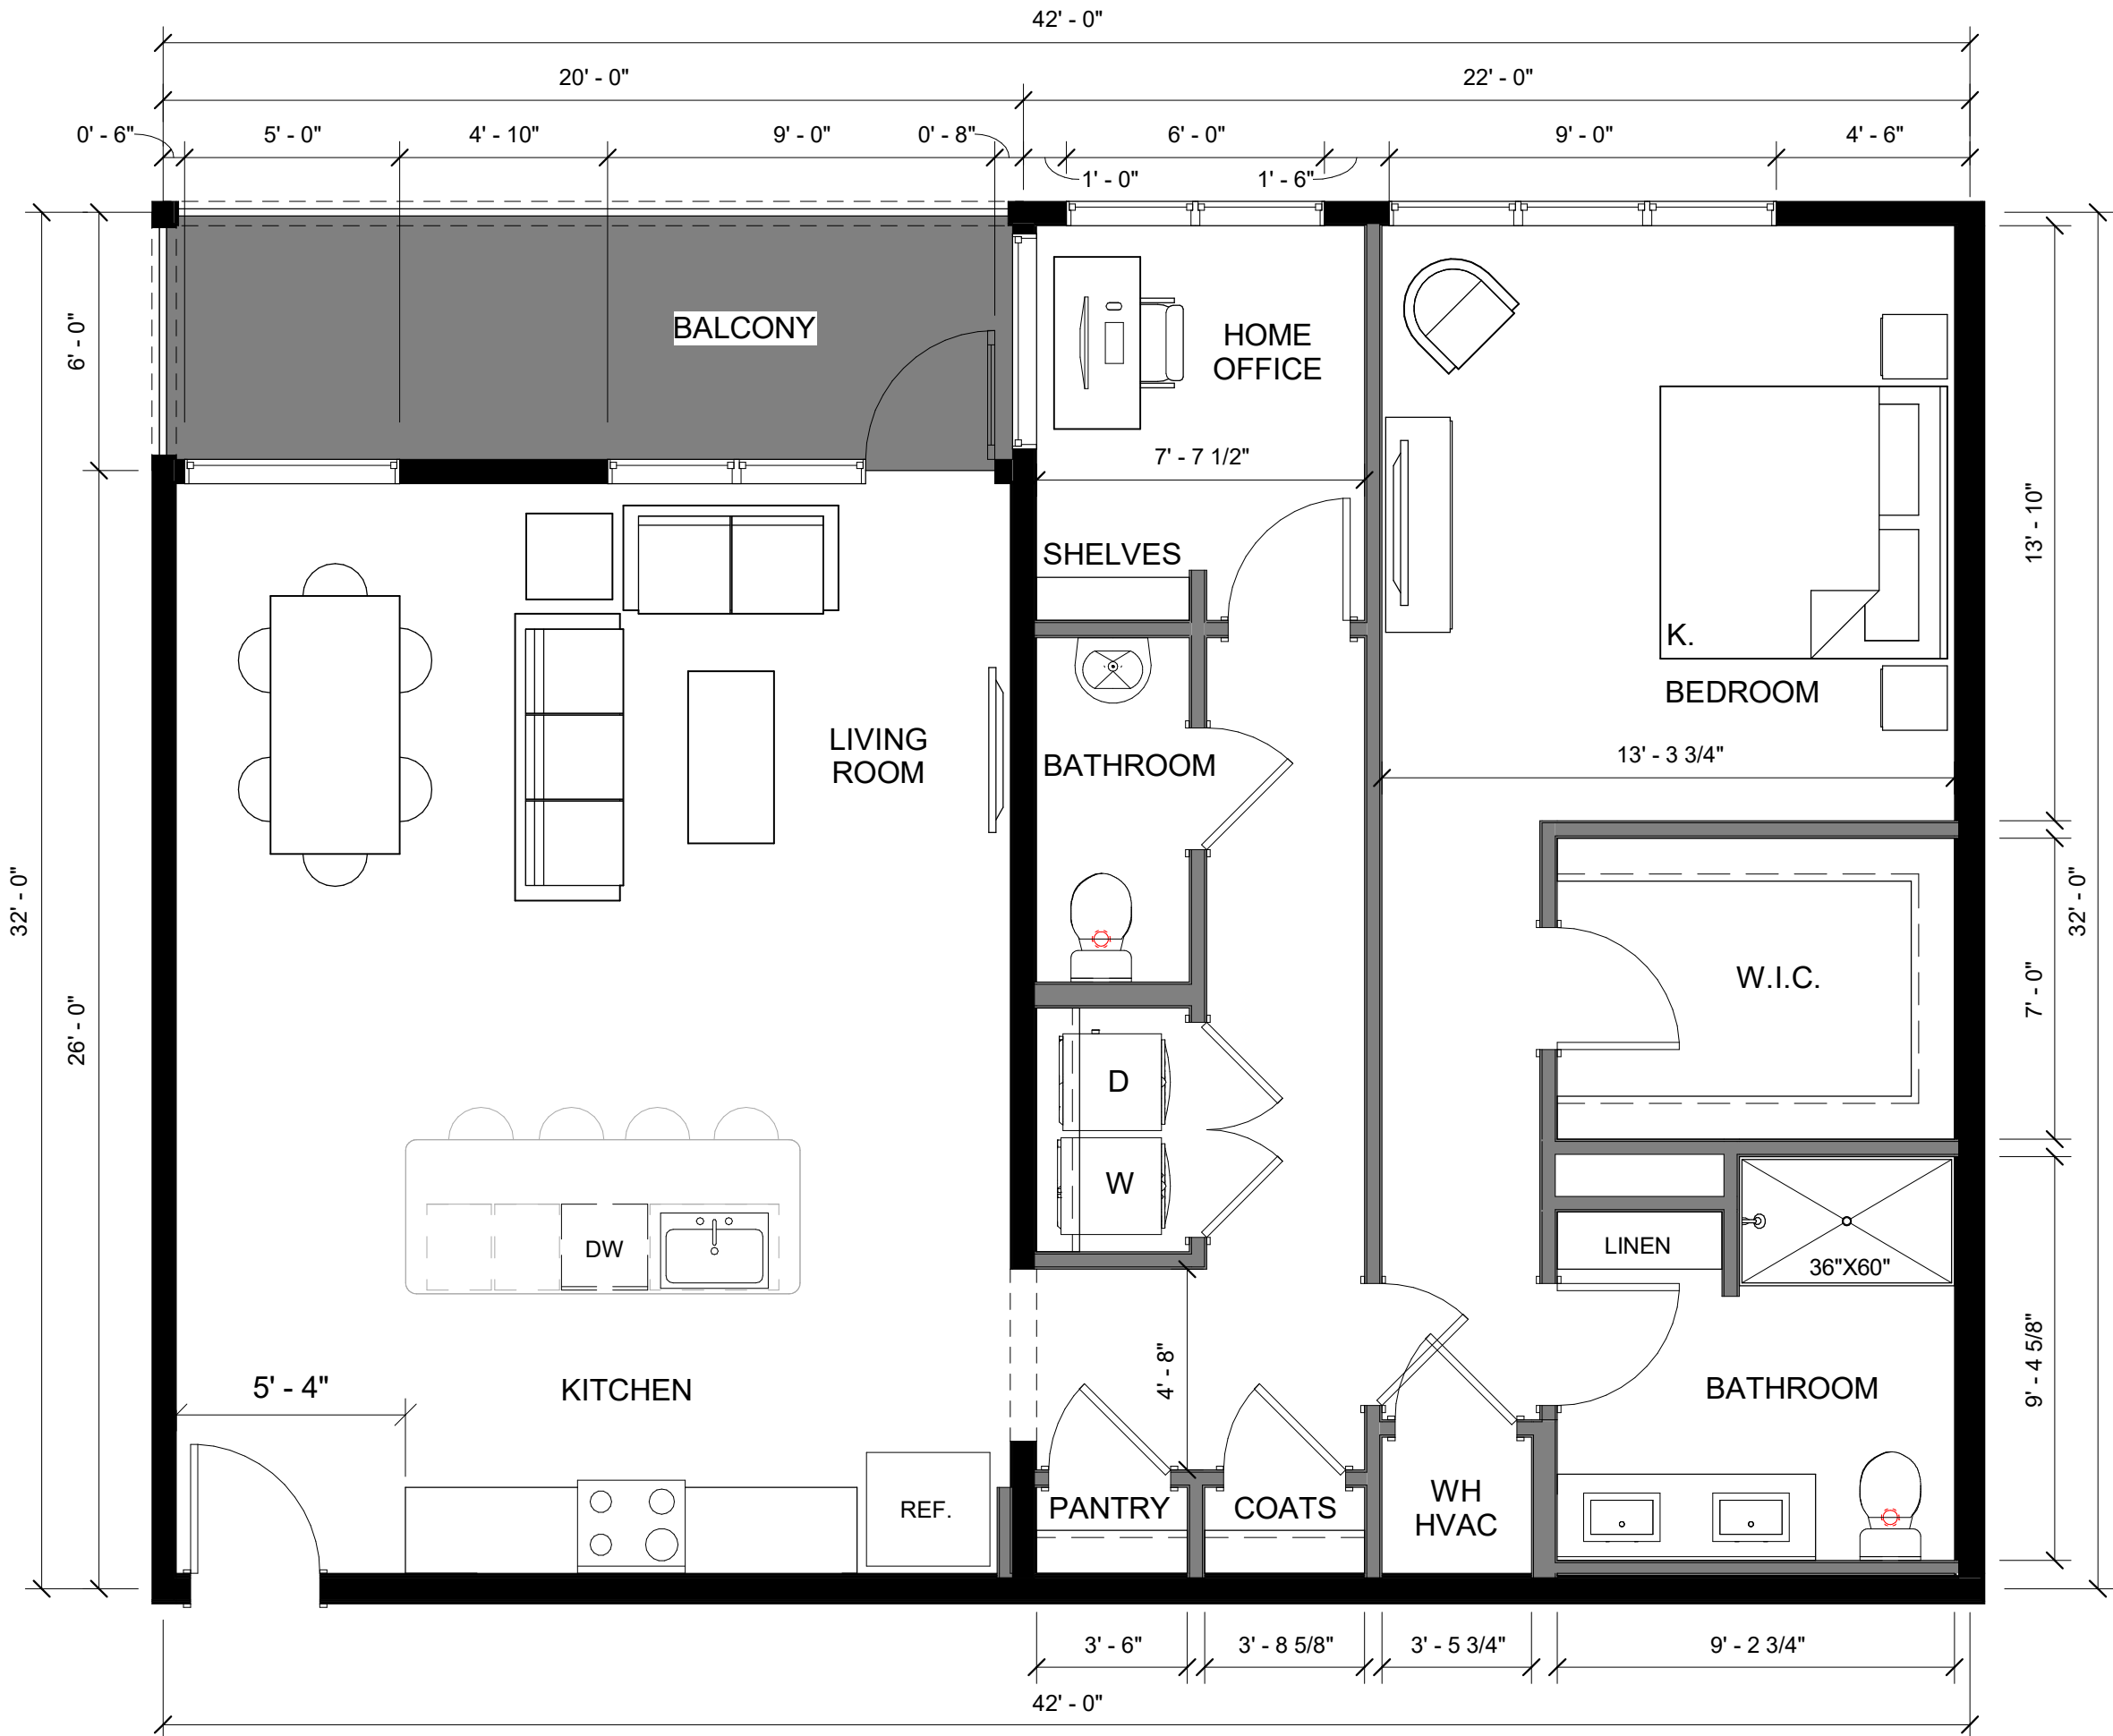 42' - 0"
20' - 0"
22' - 0"
0' - 6"
5' - 0"
4' - 10"
9' - 0"
0' - 8"
6' - 0"
9' - 0"
4' - 6"
1' - 0"
1' - 6"
BALCONY
HOME
OFFICE
6' - 0"
7' - 7 1/2"
13' - 10"
SHELVES
K.
BEDROOM
LIVING
ROOM
BATHROOM
13' - 3 3/4"
32' - 0"
32' - 0"
26' - 0"
W.I.C.
7' - 0"
D
W
DW
LINEN
36"X60"
5' - 4"
KITCHEN
4' - 8"
BATHROOM
9' - 4 5/8"
REF.
PANTRY
COATS
WH
HVAC
3' - 6"
3' - 8 5/8"
3' - 5 3/4"
9' - 2 3/4"
42' - 0"